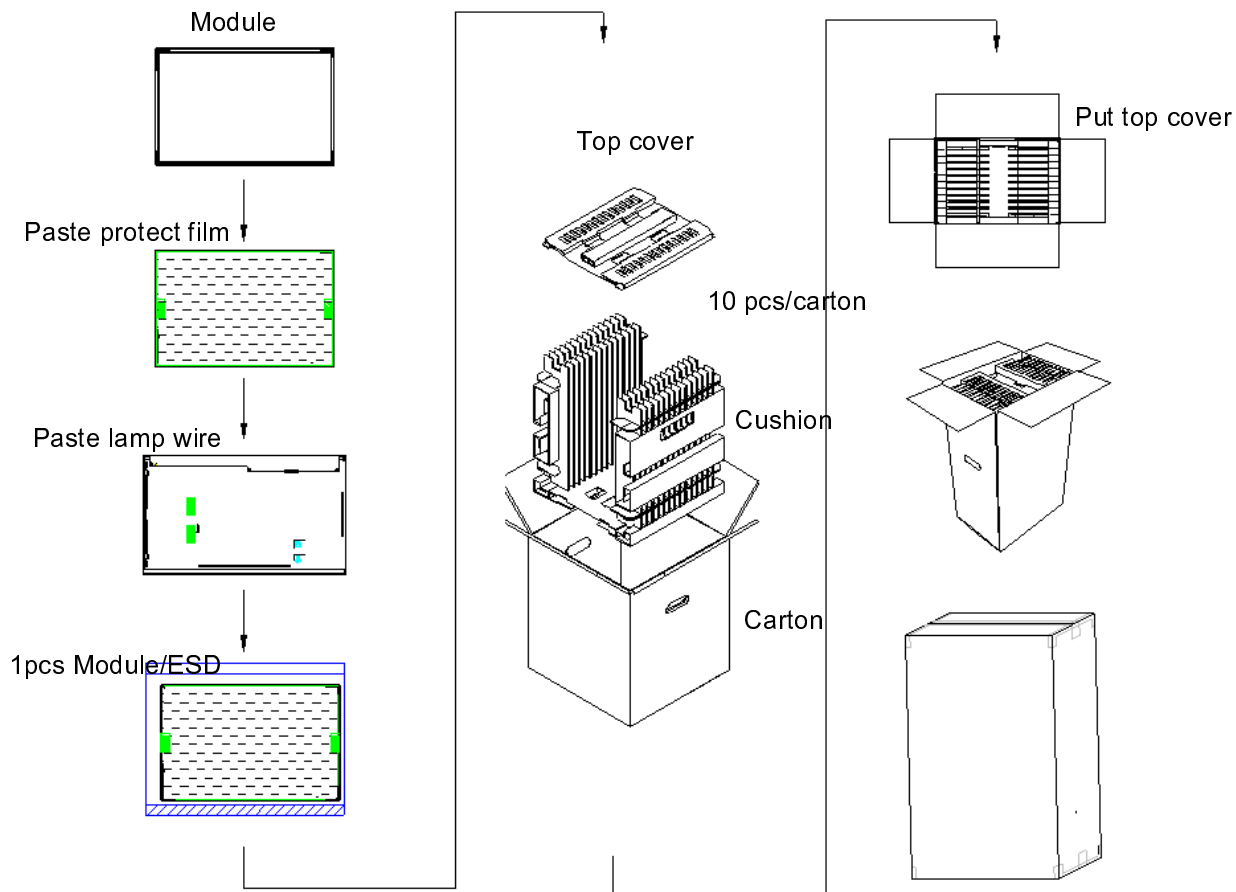 Module
Paste protect film
Paste lamp wire
1pcs Module/ESD
Top cover
10 pcs/carton
Cushion
Carton
Put top cover